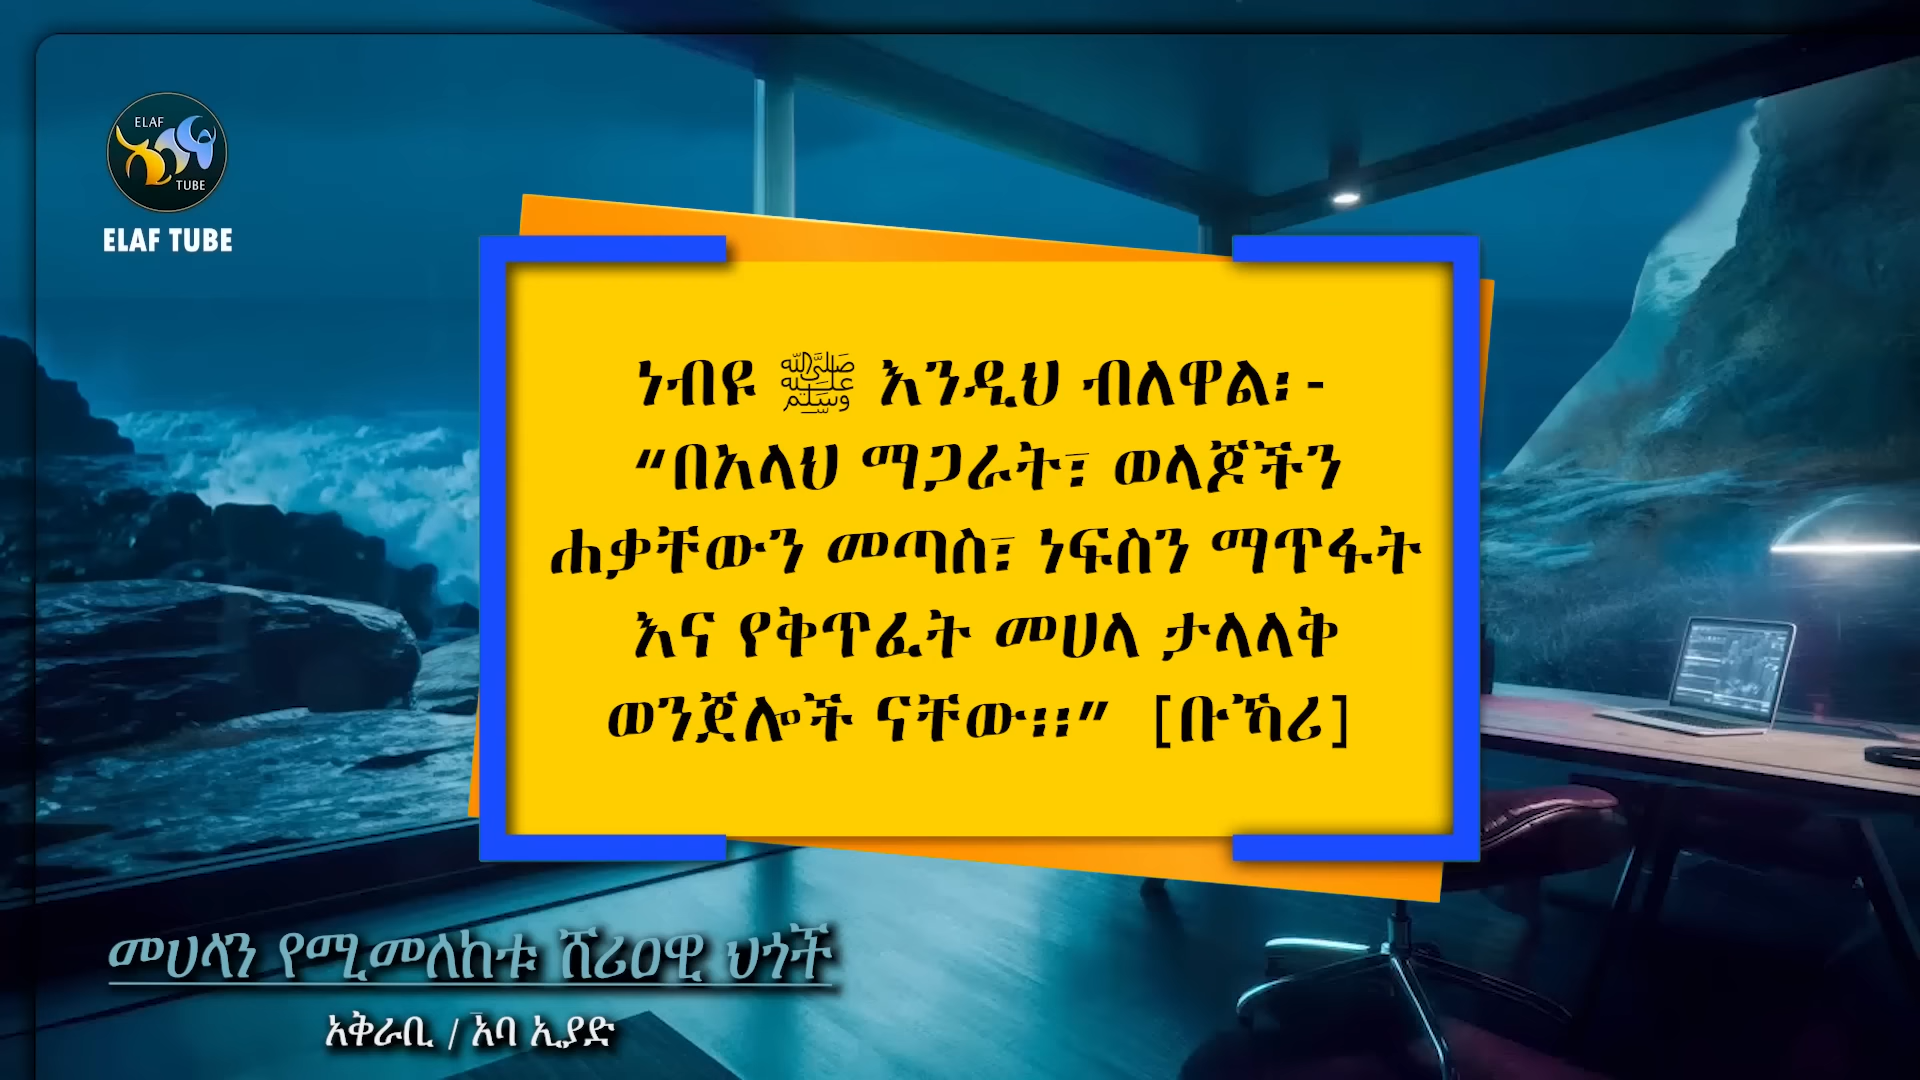 ELAF
ኢላፍ
TUBE
ELAF TUBE
ነብዩ ﷺ እንዲህ ብለዋል፡-
“በአላህ ማጋራት፣ ወላጆችን
ሐቃቸውን መጣስ፣ ነፍስን ማጥፋት
እና የቅጥፈት መሀላ ታላላቅ
ወንጀሎች ናቸው፡፡” [ቡኻሪ]
መሀላን የሚመለከቱ ሸሪዐዊ ህጎች
አቅራቢ / አባ ኢያድ